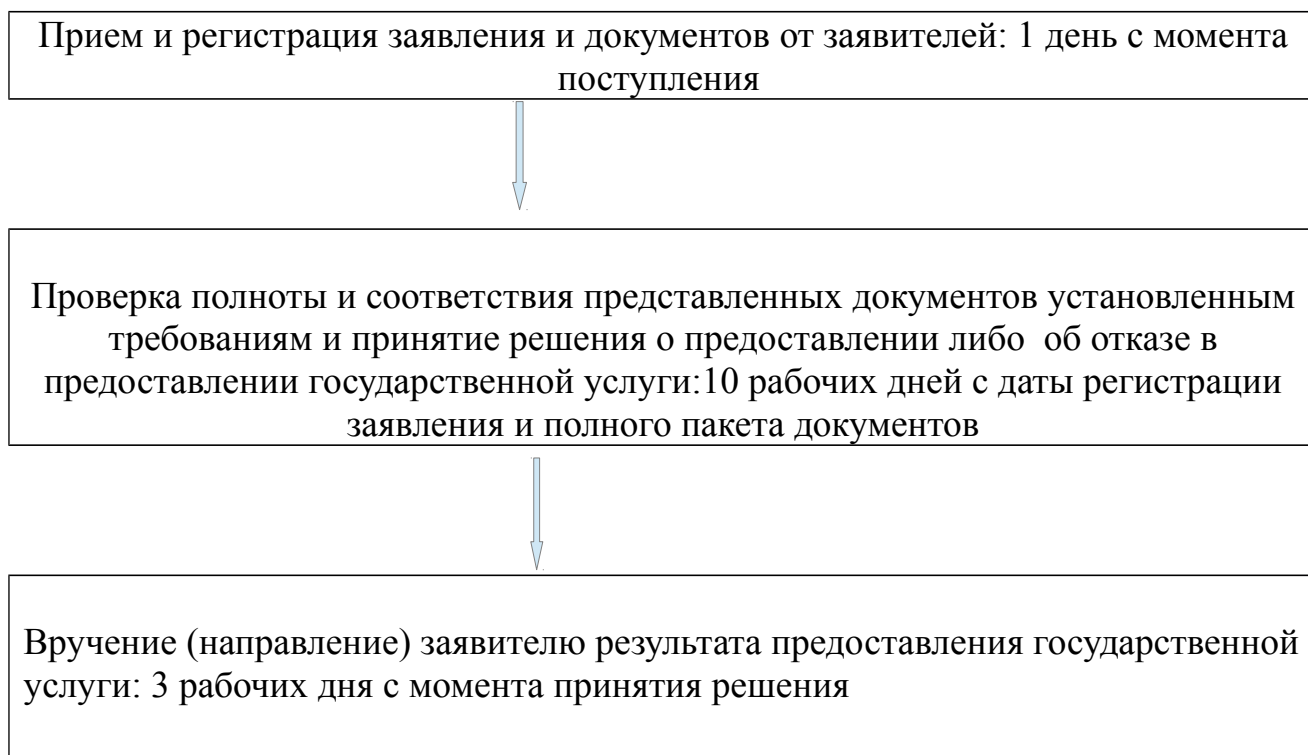 Прием и регистрация заявления и документов от заявителей: 1 день с момента
поступления
Проверка полноты и соответствия представленных документов установленным
требованиям и принятие решения о предоставлении либо  об отказе в
предоставлении государственной услуги:10 рабочих дней с даты регистрации
заявления и полного пакета документов
Вручение (направление) заявителю результата предоставления государственной
услуги: 3 рабочих дня с момента принятия решения